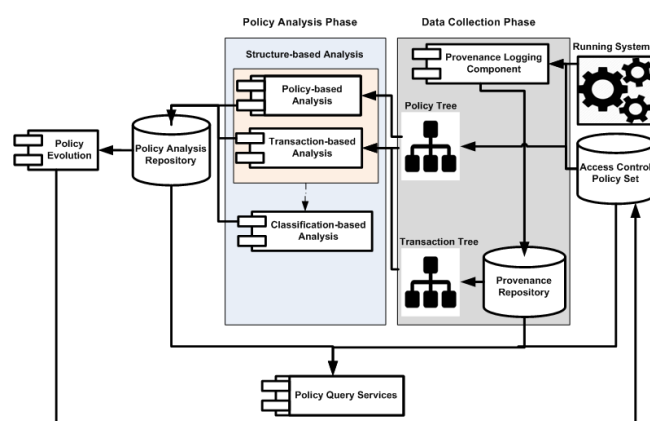 Policy Analysis Phase
Data Collection Phase
Structure-based Analysis
Provenance Logging
Component
Running System
Policy-based
Analysis
Policy Tree
Transaction-based
Analysis
Policy
Evolution
Policy Analysis
Repository
Access Control
Policy Set
Classification-based
Analysis
Transaction Tree
Provenance
Repository
Policy Query Services